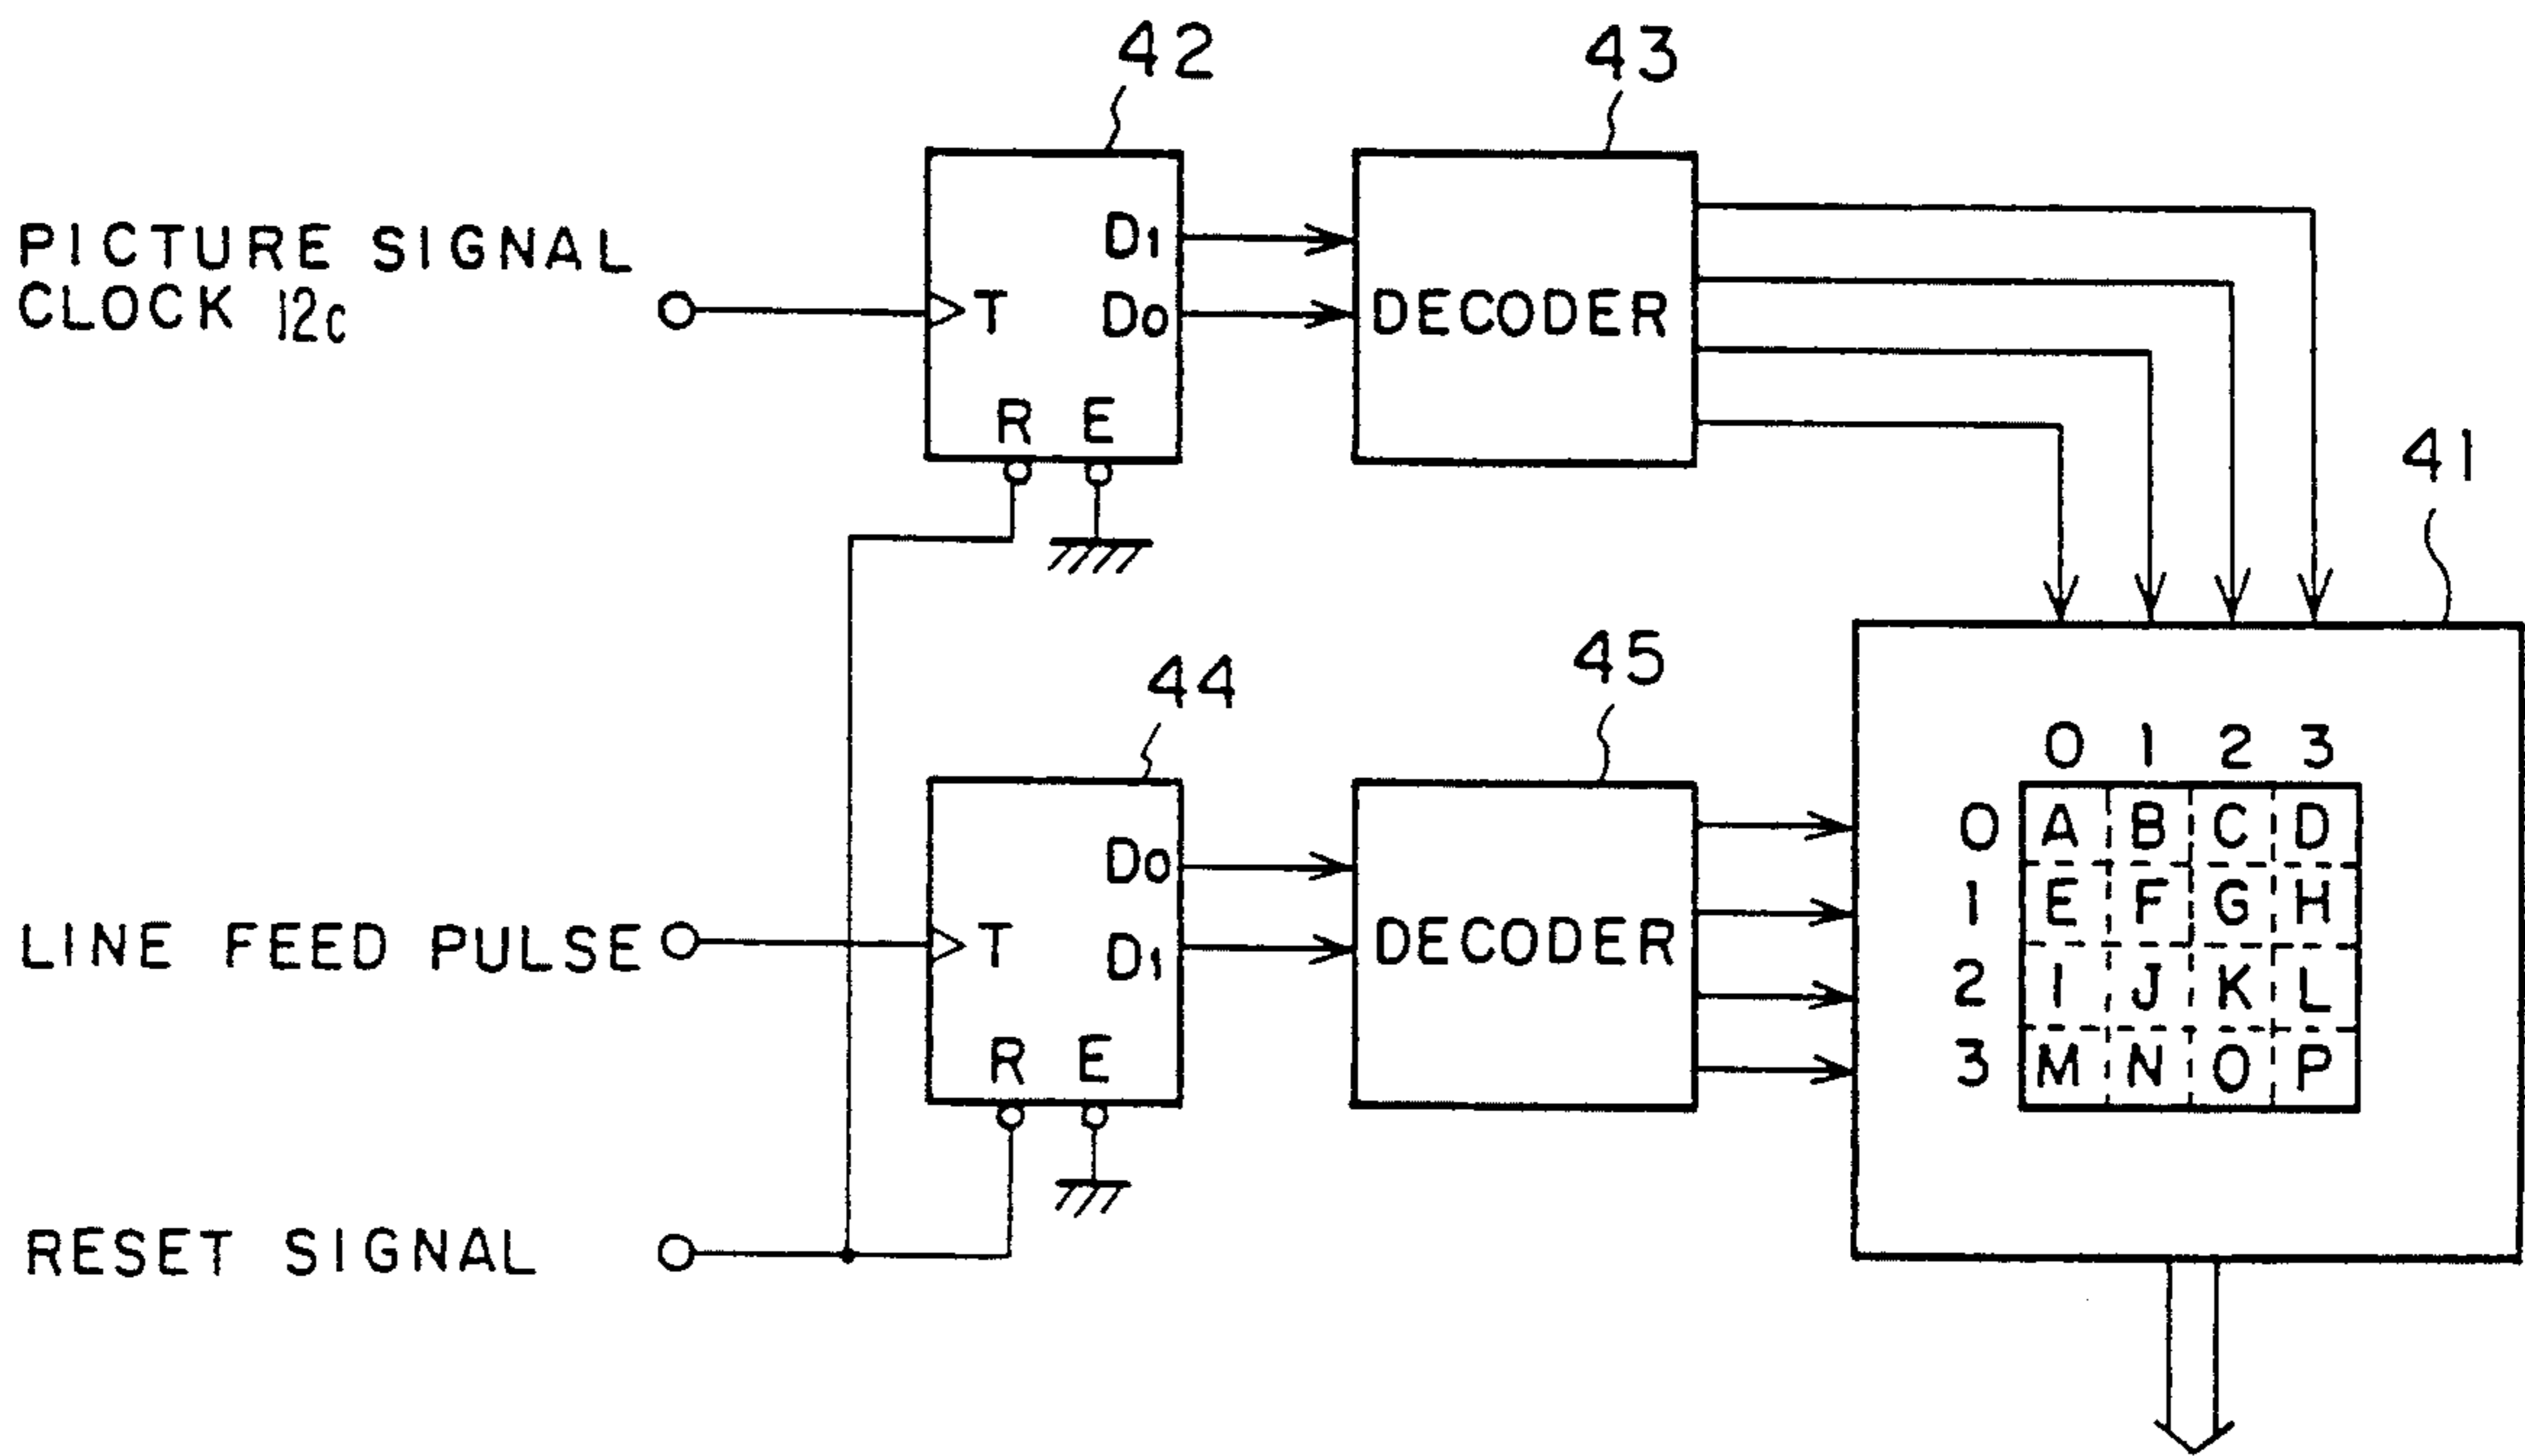 42
43
PICTURE SIGNAL
CLOCK 12c
T
D1
D0
R E
DECODER
41
44
45
LINE FEED PULSE
T
D0
D1
R E
DECODER
0 1 2 3
0 A B C D
1 E F G H
2 I J K L
3 M N O P
RESET SIGNAL